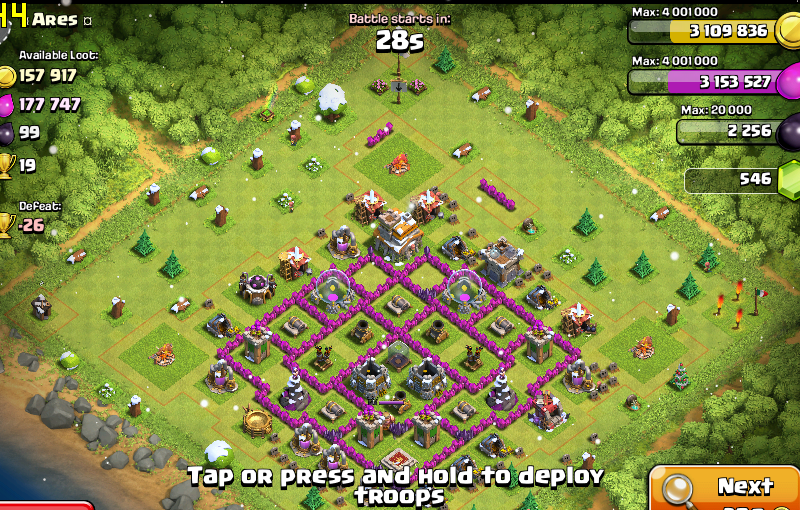 44
Ares
Available Loot:
157 917
177 747
99
19
Defeat:
-26
Battle starts in:
28s
Max: 4 001 000
3 109 836
Max: 4 001 000
3 153 527
Max: 20 000
2 256
546
Tap or press and hold to deploy
troops
Next